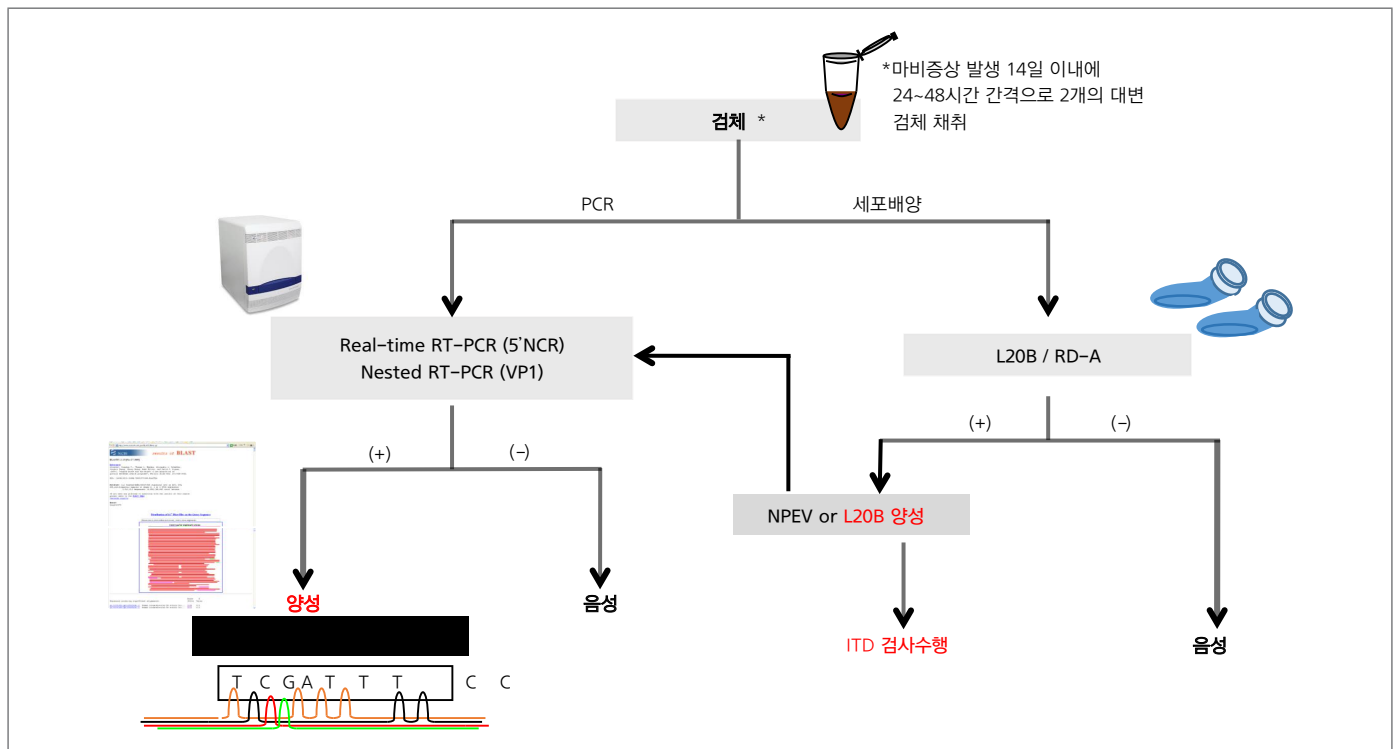 *마비증상 발생 14일 이내에
24~48시간 간격으로 2개의 대변
검체 채취
검체 *
PCR
세포배양
Real-time RT-PCR (5'NCR)
Nested RT-PCR (VP1)
L20B / RD-A
(+)
(-)
(+)
(-)
results of BLAST
NPEV or L20B 양성
양성
음성
ITD 검사수행
음성
T C G A T T T C C